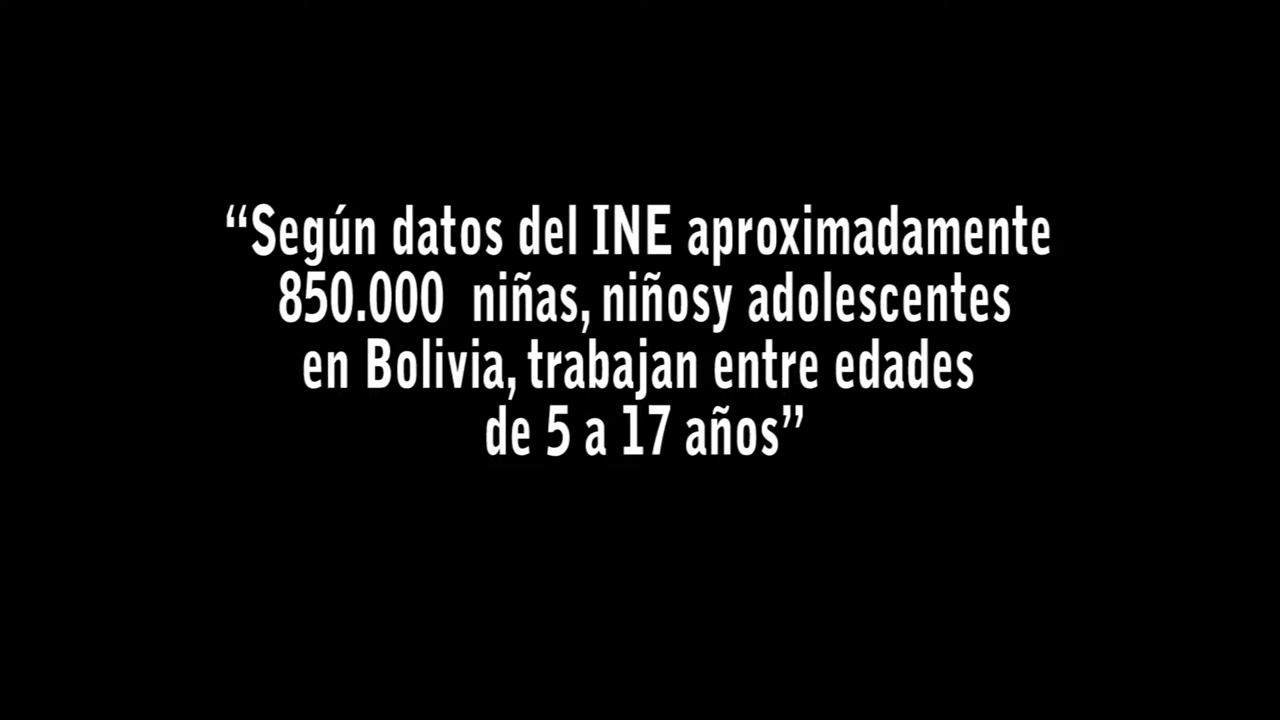 “Según datos del INE aproximadamente
850.000 niñas, niñosy adolescentes
en Bolivia, trabajan entre edades
de 5 a 17 años”